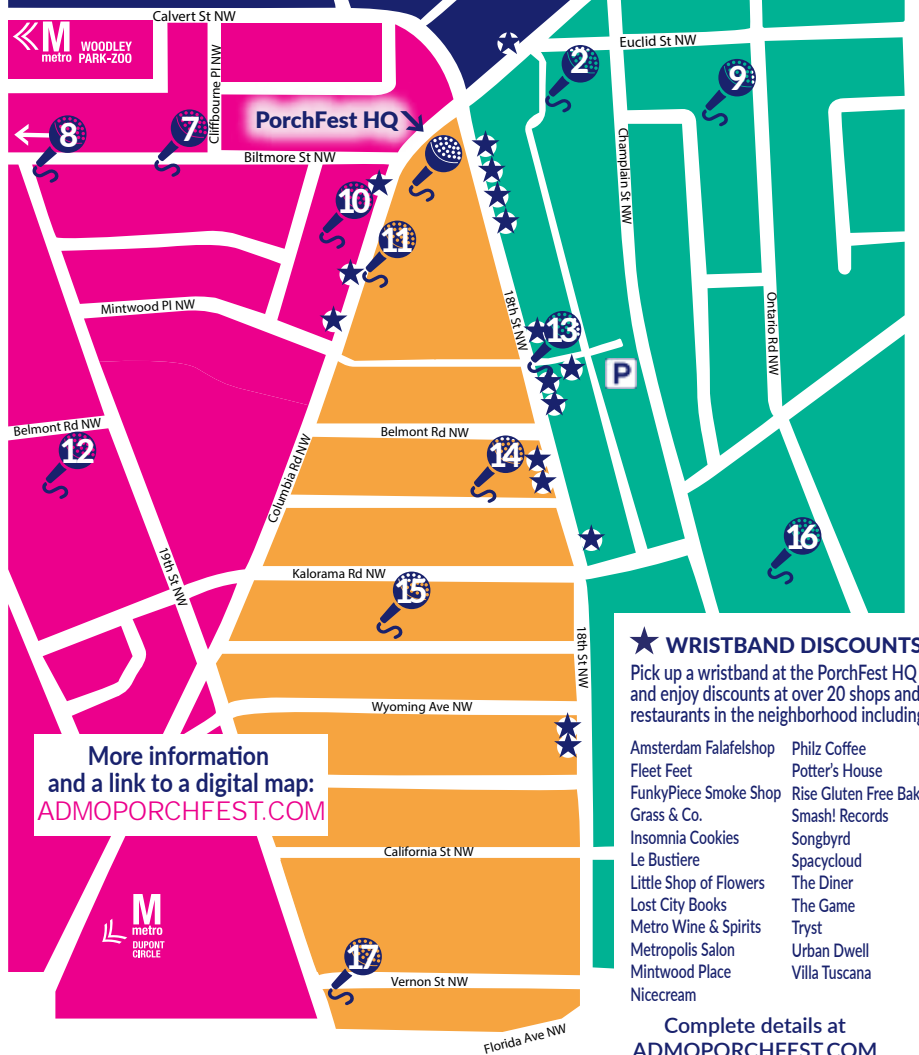 Calvert St NW
M
metro
WOODLEY
PARK-ZOO
Cliffbourne Pl NW
Euclid St NW
2
9
PorchFest HQ
8
7
Biltmore St NW
Champlain St NW
10
11
Mintwood Pl NW
18th St NW
13
Ontario Rd NW
P
Belmont Rd NW
12
Columbia Rd NW
Belmont Rd NW
14
16
19th St NW
Kalorama Rd NW
15
18th St NW
Wyoming Ave NW
More information
and a link to a digital map:
ADMOPORCHFEST.COM
California St NW
M
metro
DUPONT
CIRCLE
17
Vernon St NW
Florida Ave NW
WRISTBAND DISCOUNTS
Pick up a wristband at the PorchFest HQ
and enjoy discounts at over 20 shops and
restaurants in the neighborhood including
Amsterdam Falafelshop
Fleet Feet
FunkyPiece Smoke Shop
Grass & Co.
Insomnia Cookies
Le Bustiere
Little Shop of Flowers
Lost City Books
Metro Wine & Spirits
Metropolis Salon
Mintwood Place
Nicecream
Philz Coffee
Potter's House
Rise Gluten Free Bak
Smash! Records
Songbyrd
Spacycloud
The Diner
The Game
Tryst
Urban Dwell
Villa Tuscana
Complete details at
ADMOPORCHFEST.COM